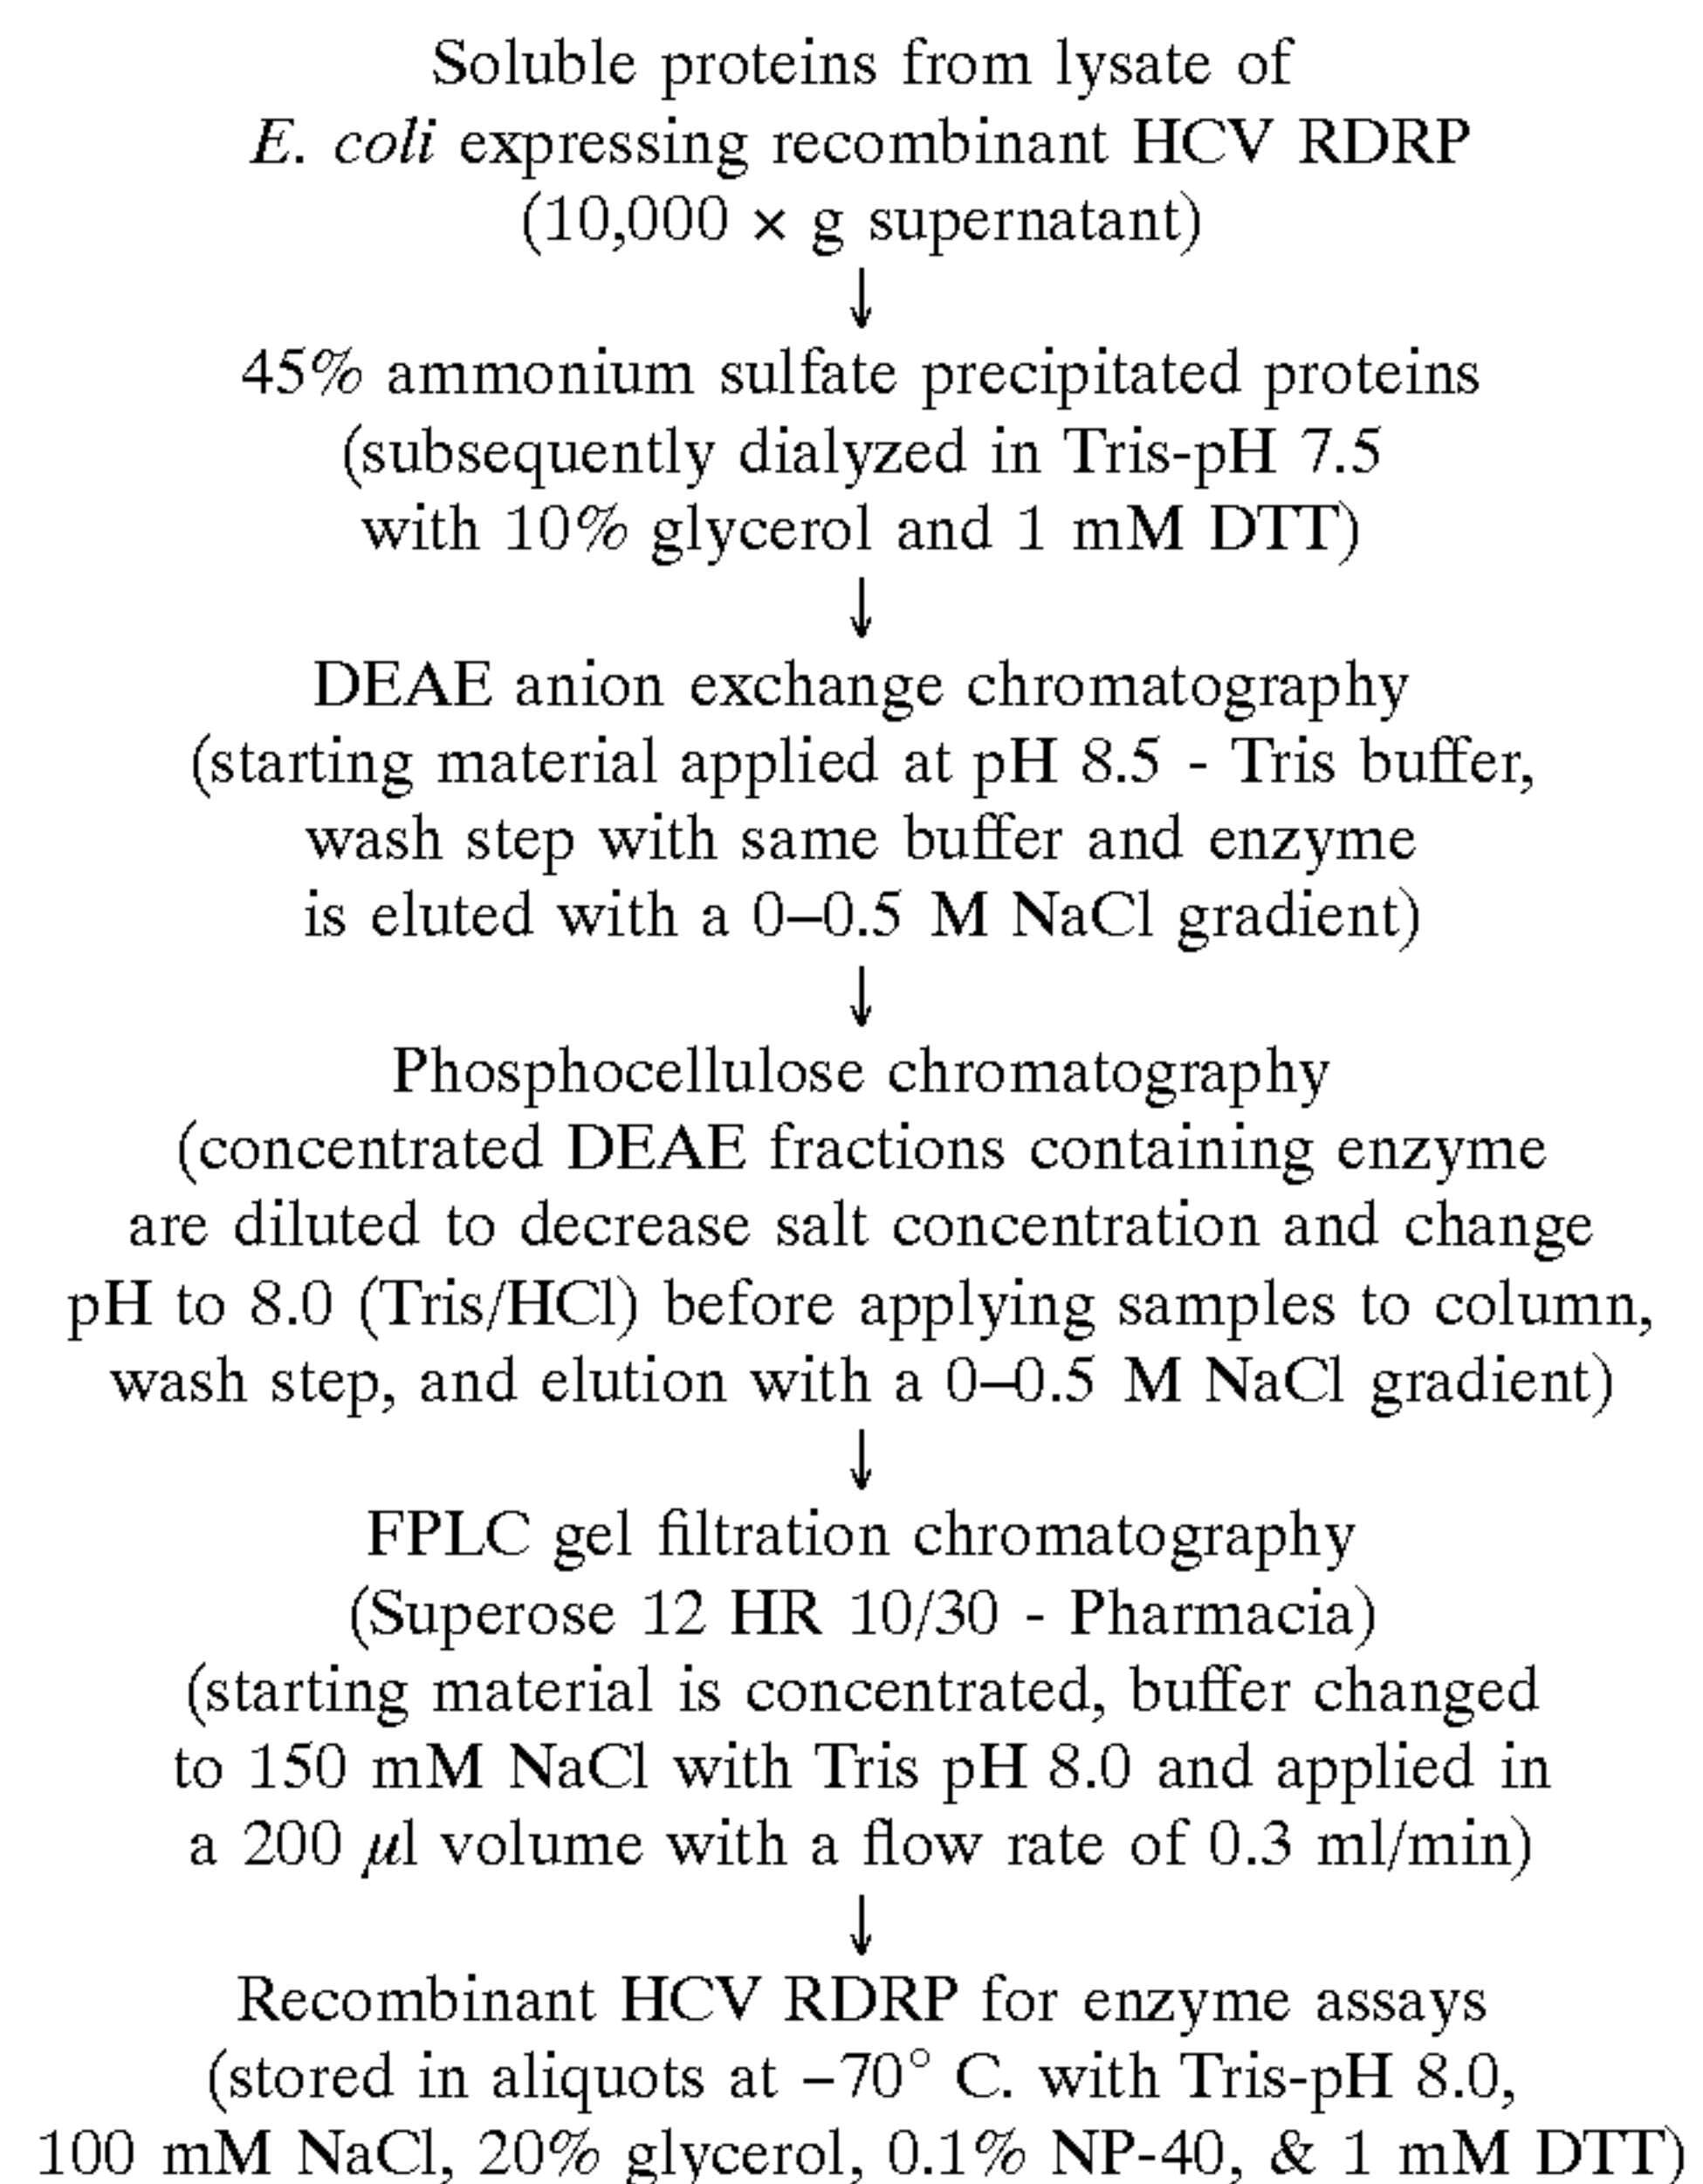 Soluble proteins from lysate of
E. coli expressing recombinant HCV RDRP
(10,000 × g supernatant)
↓
45% ammonium sulfate precipitated proteins
(subsequently dialyzed in Tris-pH 7.5
with 10% glycerol and 1 mM DTT)
↓
DEAE anion exchange chromatography
(starting material applied at pH 8.5 - Tris buffer,
wash step with same buffer and enzyme
is eluted with a 0–0.5 M NaCl gradient)
↓
Phosphocellulose chromatography
(concentrated DEAE fractions containing enzyme
are diluted to decrease salt concentration and change
pH to 8.0 (Tris/HCl) before applying samples to column,
wash step, and elution with a 0–0.5 M NaCl gradient)
↓
FPLC gel filtration chromatography
(Superose 12 HR 10/30 - Pharmacia)
(starting material is concentrated, buffer changed
to 150 mM NaCl with Tris pH 8.0 and applied in
a 200 μl volume with a flow rate of 0.3 ml/min)
↓
Recombinant HCV RDRP for enzyme assays
(stored in aliquots at –70° C. with Tris-pH 8.0,
100 mM NaCl, 20% glycerol, 0.1% NP-40, & 1 mM DTT)